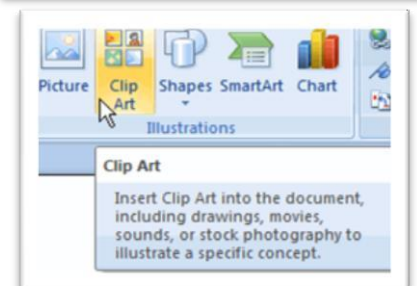 Picture Clip Art Shapes SmartArt Chart
Illustrations
Clip Art
Insert Clip Art into the document,
including drawings, movies,
sounds, or stock photography to
illustrate a specific concept.